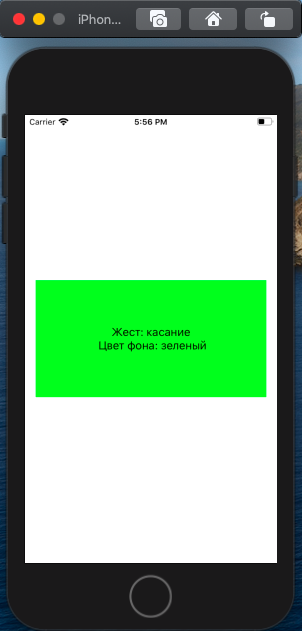 iPhon...
Carrier
5:56 PM
Жест: касание
Цвет фона: зеленый